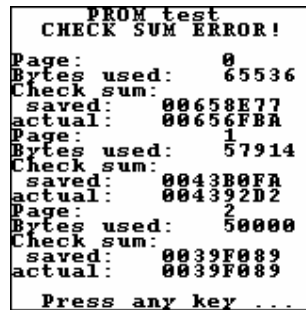 PROM test
CHECK SUM ERROR!
Page: 0
Bytes used: 65536
Check sum:
saved: 00658E77
actual: 00656FBA
Page: 1
Bytes used: 57914
Check sum:
saved: 0043B0FA
actual: 004392D2
Page: 2
Bytes used: 50000
Check sum:
saved: 0039F089
actual: 0039F089
Press any key ...